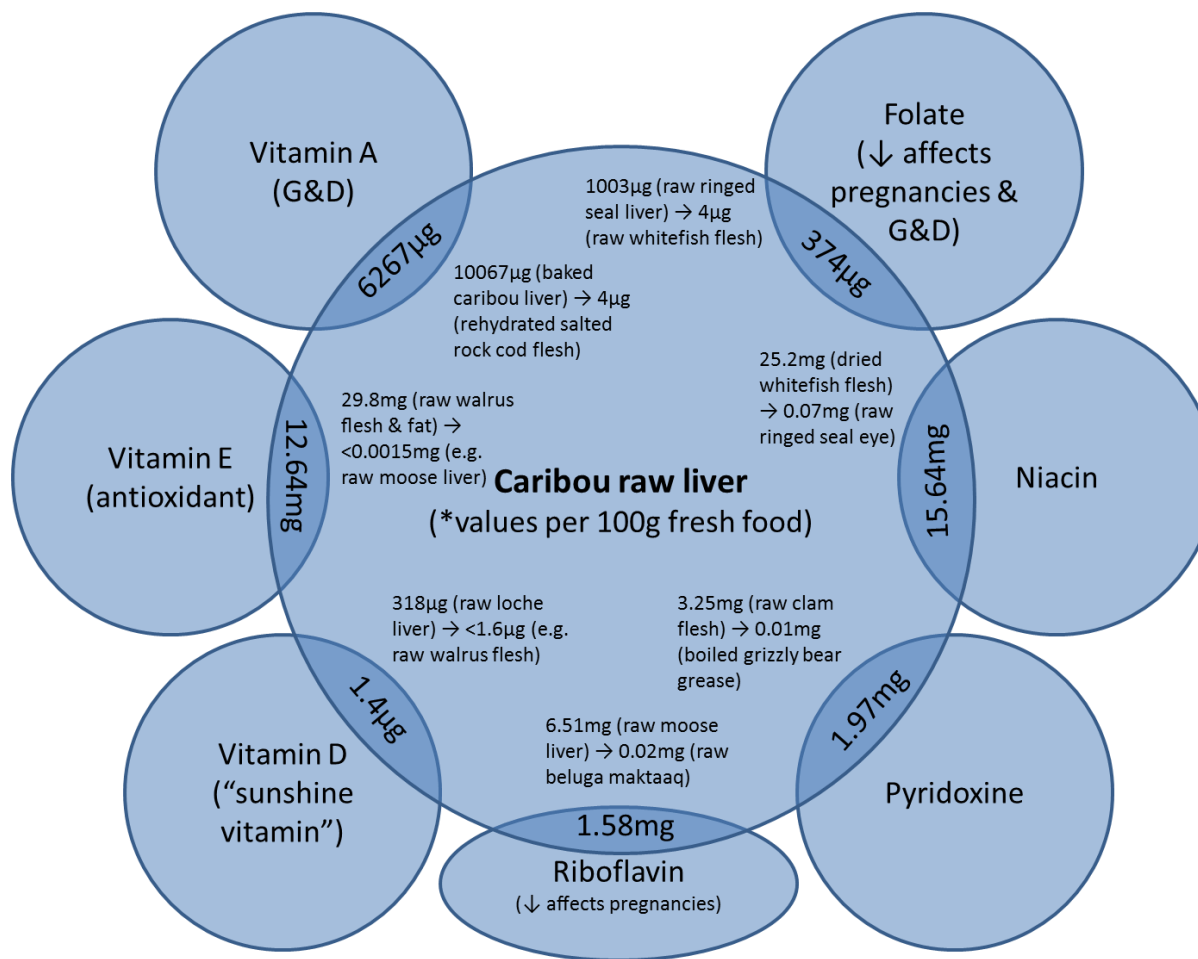 Vitamin A
(G&D)
6267µg
Folate
(↓ affects
pregnancies &
G&D)
374µg
1003µg (raw ringed
seal liver) → 4µg
(raw whitefish flesh)
10067µg (baked
caribou liver) → 4µg
(rehydrated salted
rock cod flesh)
25.2mg (dried
whitefish flesh)
→ 0.07mg (raw
ringed seal eye)
29.8mg (raw walrus
flesh & fat) →
<0.0015mg (e.g.
raw moose liver)
Vitamin E
(antioxidant)
12.64mg
Caribou raw liver
(*values per 100g fresh food)
15.64mg
Niacin
318µg (raw loche
liver) → <1.6µg (e.g.
raw walrus flesh)
3.25mg (raw clam
flesh) → 0.01mg
(boiled grizzly bear
grease)
1.4µg
1.97mg
6.51mg (raw moose
liver) → 0.02mg (raw
beluga maktaaq)
Vitamin D
(“sunshine
vitamin”)
Pyridoxine
1.58mg
Riboflavin
(↓ affects pregnancies)